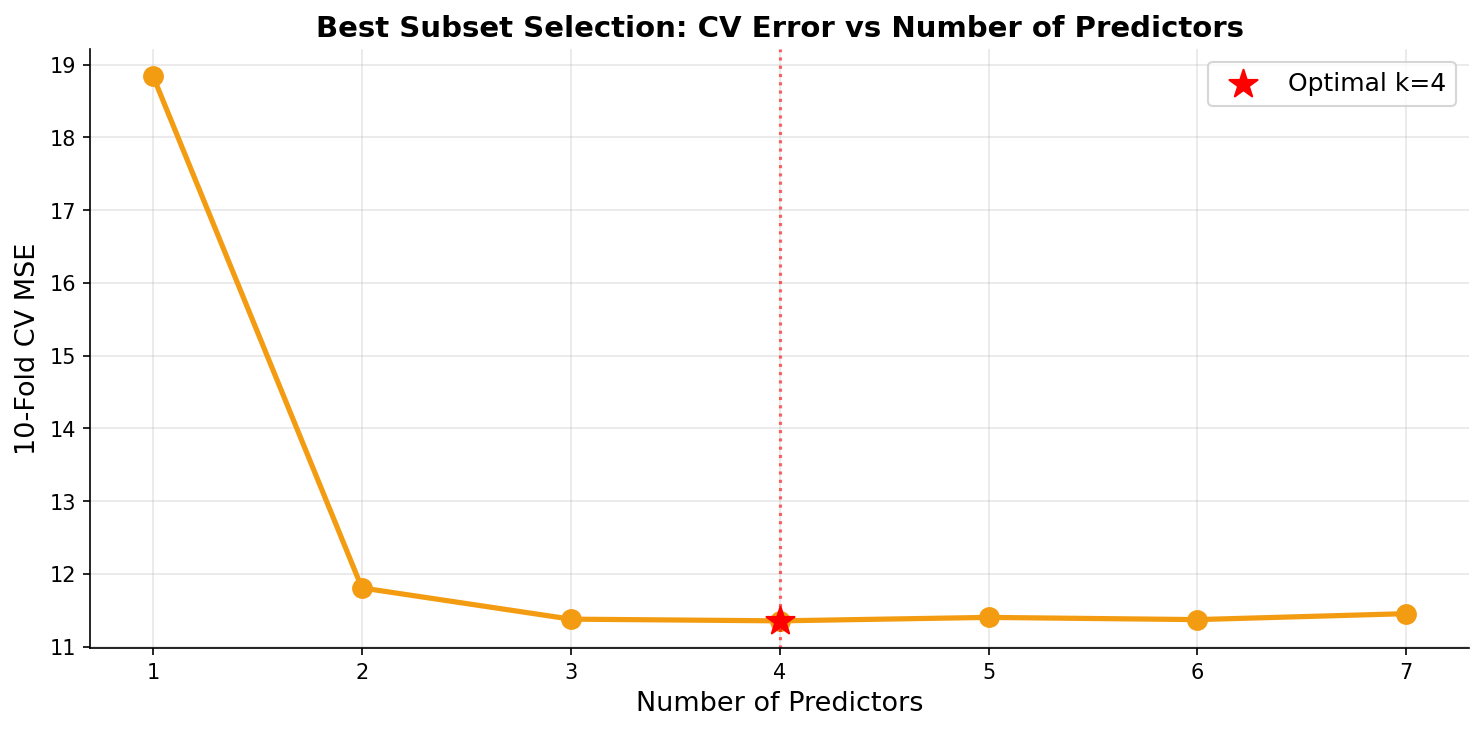 Best Subset Selection: CV Error vs Number of Predictors
Optimal k=4
10-Fold CV MSE
19
18
17
16
15
14
13
12
11
1 2 3 4 5 6 7
Number of Predictors